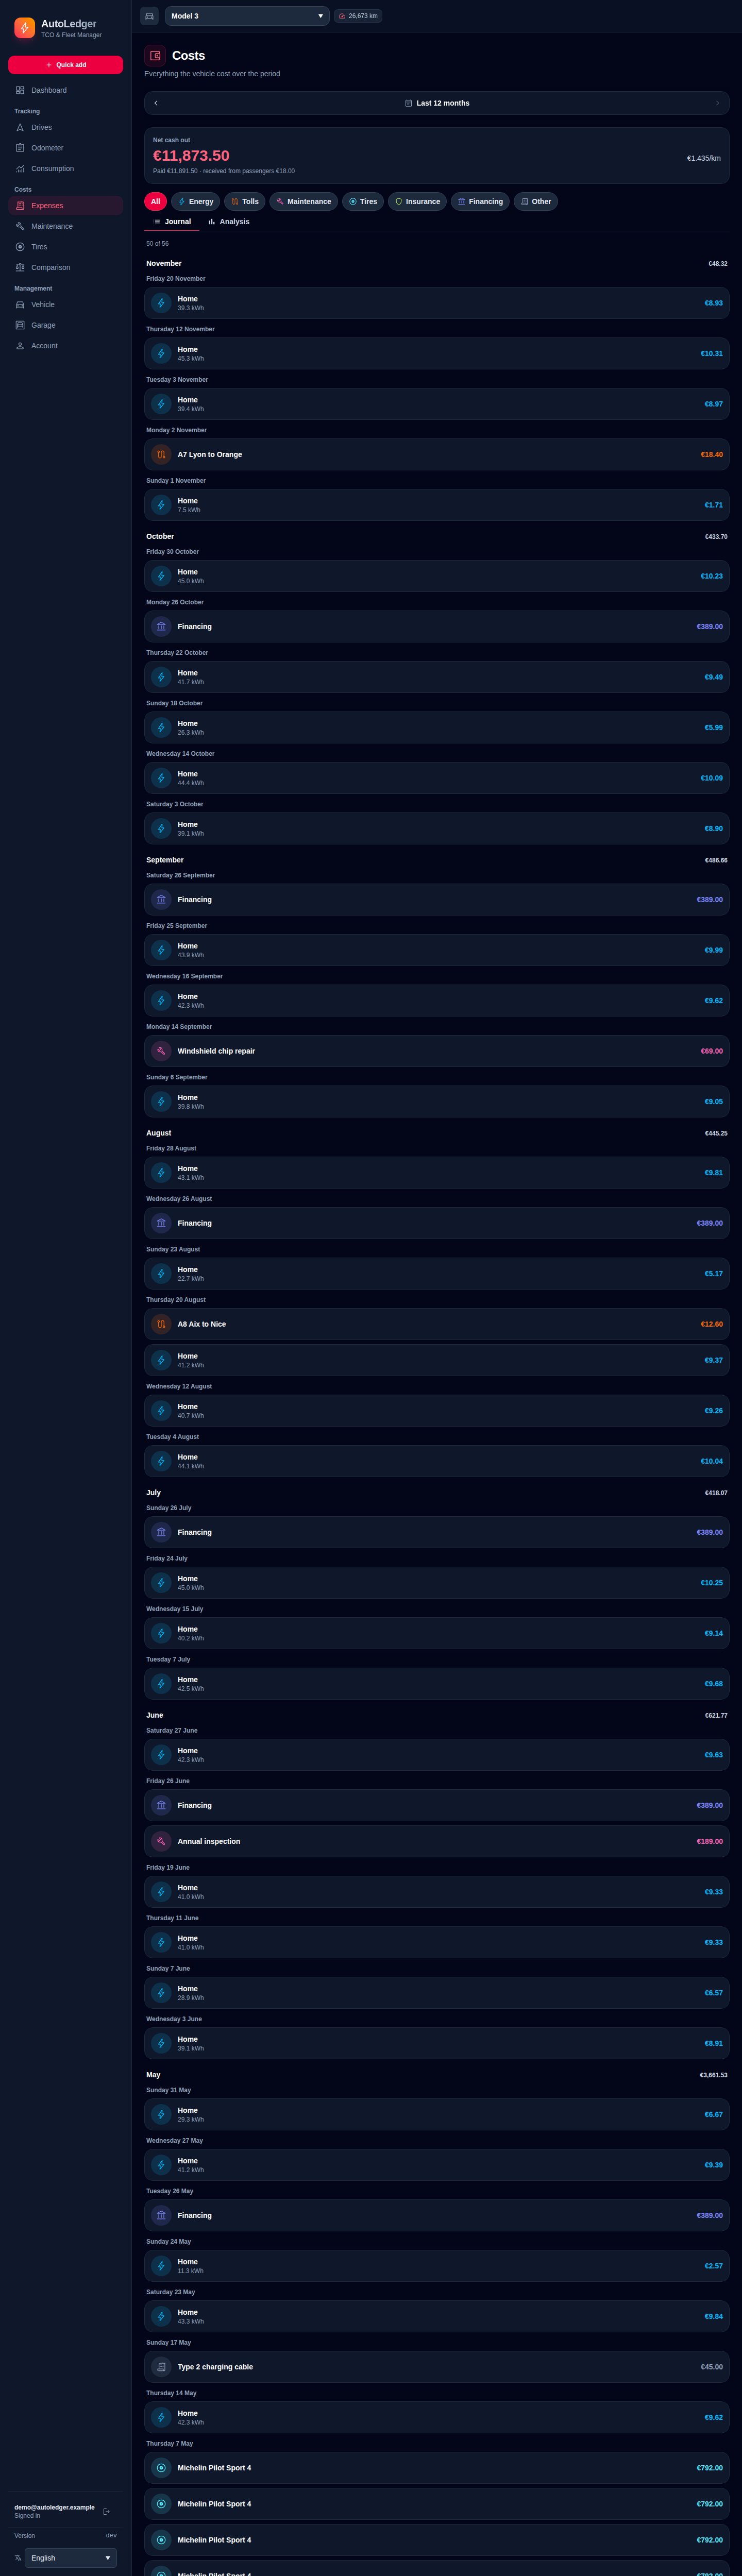 AutoLedger
TCO & Fleet Manager
Quick add
Dashboard
Tracking
Drives
Odometer
Consumption
Costs
Expenses
Maintenance
Tires
Comparison
Management
Vehicle
Garage
Account
demo@autoledger.example
Signed in
Version dev
English
Model 3
26,673 km
Costs
Everything the vehicle cost over the period
Last 12 months
Net cash out
€11,873.50
Paid €11,891.50 · received from passengers €18.00
€1.435/km
All Energy Tolls Maintenance Tires Insurance Financing Other
Journal Analysis
50 of 56
November €48.32
Friday 20 November
Home €8.93
39.3 kWh
Thursday 12 November
Home €10.31
45.3 kWh
Tuesday 3 November
Home €8.97
39.4 kWh
Monday 2 November
A7 Lyon to Orange €18.40
Sunday 1 November
Home €1.71
7.5 kWh
October €433.70
Friday 30 October
Home €10.23
45.0 kWh
Monday 26 October
Financing €389.00
Thursday 22 October
Home €9.49
41.7 kWh
Sunday 18 October
Home €5.99
26.3 kWh
Wednesday 14 October
Home €10.09
44.4 kWh
Saturday 3 October
Home €8.90
39.1 kWh
September €486.66
Saturday 26 September
Financing €389.00
Friday 25 September
Home €9.99
43.9 kWh
Wednesday 16 September
Home €9.62
42.3 kWh
Monday 14 September
Windshield chip repair €69.00
Sunday 6 September
Home €9.05
39.8 kWh
August €445.25
Friday 28 August
Home €9.81
43.1 kWh
Wednesday 26 August
Financing €389.00
Sunday 23 August
Home €5.17
22.7 kWh
Thursday 20 August
A8 Aix to Nice €12.60
Home €9.37
41.2 kWh
Wednesday 12 August
Home €9.26
40.7 kWh
Tuesday 4 August
Home €10.04
44.1 kWh
July €418.07
Sunday 26 July
Financing €389.00
Friday 24 July
Home €10.25
45.0 kWh
Wednesday 15 July
Home €9.14
40.2 kWh
Tuesday 7 July
Home €9.68
42.5 kWh
June €621.77
Saturday 27 June
Home €9.63
42.3 kWh
Friday 26 June
Financing €389.00
Annual inspection €189.00
Friday 19 June
Home €9.33
41.0 kWh
Thursday 11 June
Home €9.33
41.0 kWh
Sunday 7 June
Home €6.57
28.9 kWh
Wednesday 3 June
Home €8.91
39.1 kWh
May €3,661.53
Sunday 31 May
Home €6.67
29.3 kWh
Wednesday 27 May
Home €9.39
41.2 kWh
Tuesday 26 May
Financing €389.00
Sunday 24 May
Home €2.57
11.3 kWh
Saturday 23 May
Home €9.84
43.3 kWh
Sunday 17 May
Type 2 charging cable €45.00
Thursday 14 May
Home €9.62
42.3 kWh
Thursday 7 May
Michelin Pilot Sport 4 €792.00
Michelin Pilot Sport 4 €792.00
Michelin Pilot Sport 4 €792.00
Michelin Pilot Sport 4 €792.00